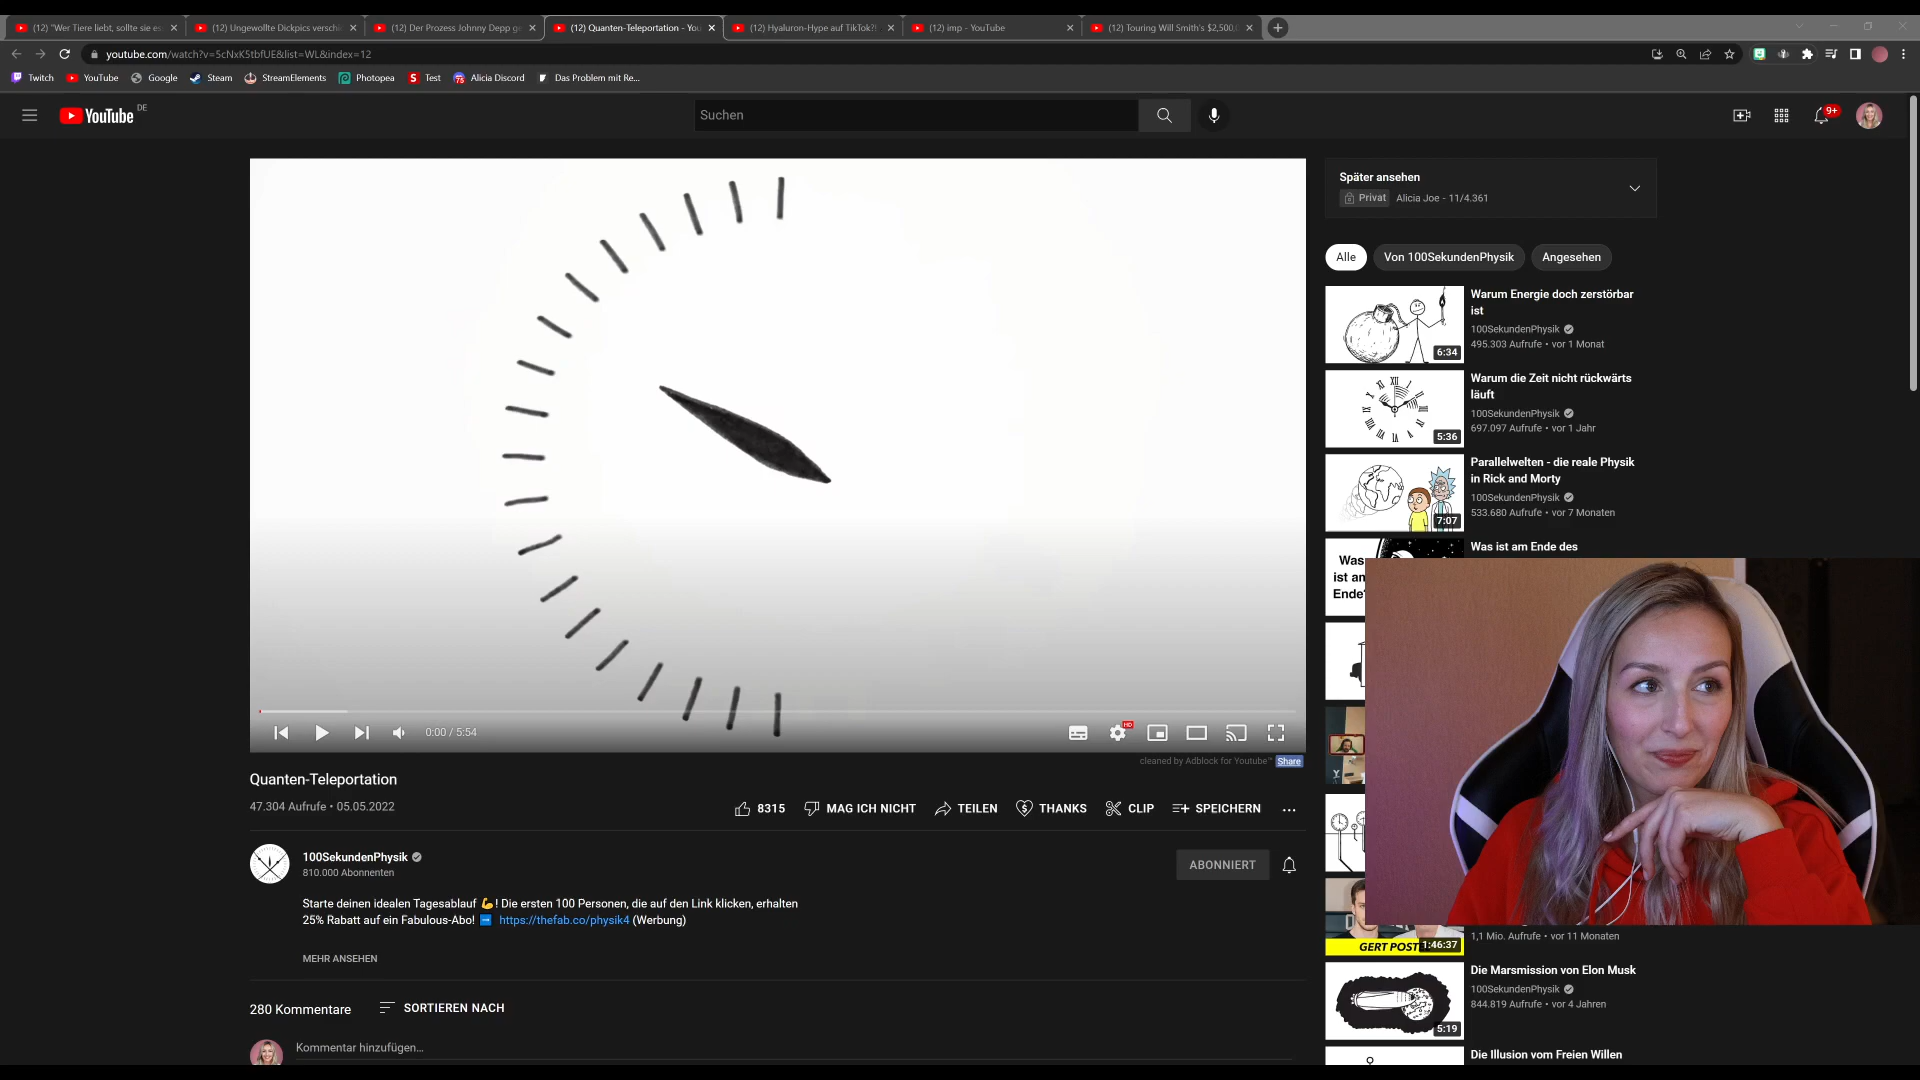 (12) "Wer Tiere liebt, sollte sie es
(12) Ungewollte Dickpics verschi
(12) Der Prozess Johnny Depp ge
(12) Quanten-Teleportation - You
(12) Hyaluron-Hype auf TikTok?!
(12) imp - YouTube
(12) Touring Will Smith's $2,500,0
youtube.com/watch?v=5cNxK5tbfUE&list=WL&index=12
Twitch
YouTube
Google
Steam
StreamElements
Photopea
Test
Alicia Discord
Das Problem mit Re...
YouTube DE
Suchen
9+
Später ansehen
Privat Alicia Joe - 11/4.361
Alle
Von 100SekundenPhysik
Angesehen
Warum Energie doch zerstörbar
ist
100SekundenPhysik
495.303 Aufrufe • vor 1 Monat
6:34
Warum die Zeit nicht rückwärts
läuft
100SekundenPhysik
697.097 Aufrufe • vor 1 Jahr
5:36
Parallelwelten - die reale Physik
in Rick and Morty
100SekundenPhysik
533.680 Aufrufe • vor 7 Monaten
7:07
Was ist am Ende des
Was
ist an
Ende
0:00 / 5:54
HD
cleaned by Adblock for Youtube™ Share
Quanten-Teleportation
47.304 Aufrufe • 05.05.2022
8315
MAG ICH NICHT
TEILEN
THANKS
CLIP
SPEICHERN
100SekundenPhysik
810.000 Abonnenten
ABONNIERT
Starte deinen idealen Tagesablauf 💪! Die ersten 100 Personen, die auf den Link klicken, erhalten
25% Rabatt auf ein Fabulous-Abo! ➡ https://thefab.co/physik4 (Werbung)
MEHR ANSEHEN
280 Kommentare
SORTIEREN NACH
Kommentar hinzufügen...
GERT POST
1:46:37
1,1 Mio. Aufrufe • vor 11 Monaten
Die Marsmission von Elon Musk
100SekundenPhysik
844.819 Aufrufe • vor 4 Jahren
5:19
Die Illusion vom Freien Willen